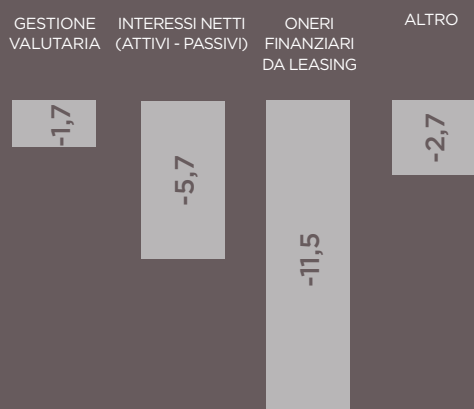 GESTIONE
VALUTARIA
INTERESSI NETTI
(ATTIVI - PASSIVI)
ONERI
FINANZIARI
DA LEASING
ALTRO
-1,7
-5,7
-11,5
-2,7